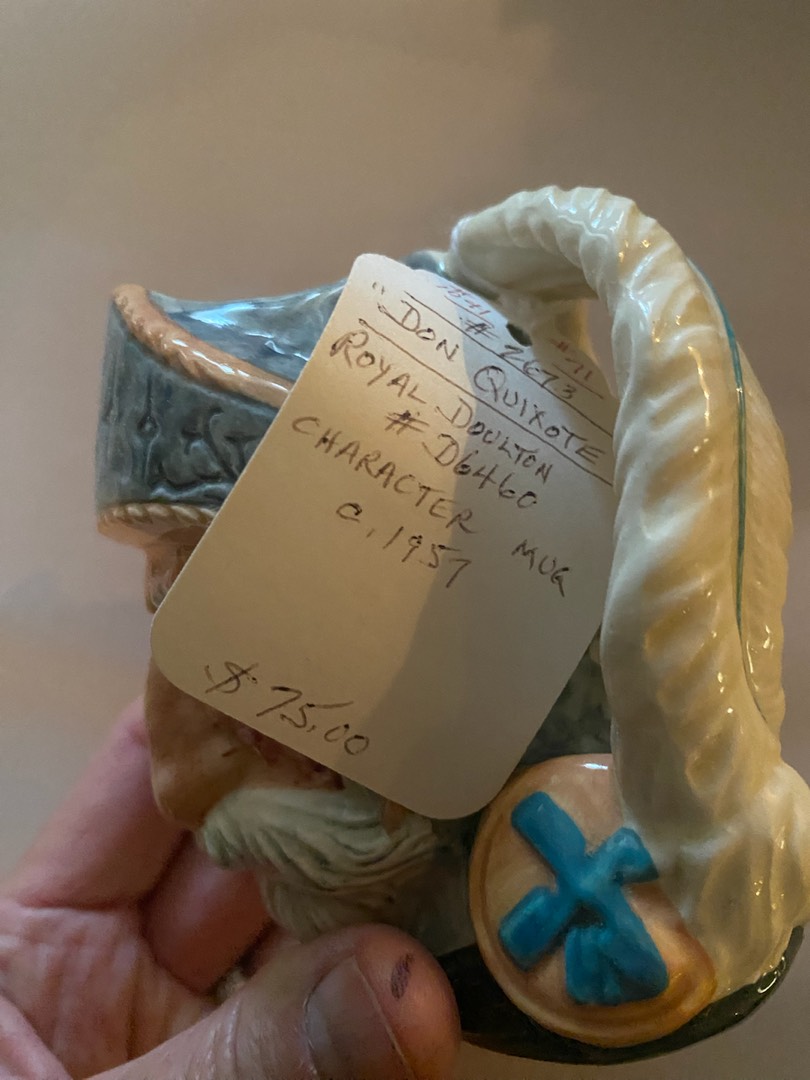 # 2673
"DON QUIXOTE
ROYAL DOULTON
# D6460
CHARACTER MUG
c. 1957
$ 75.00